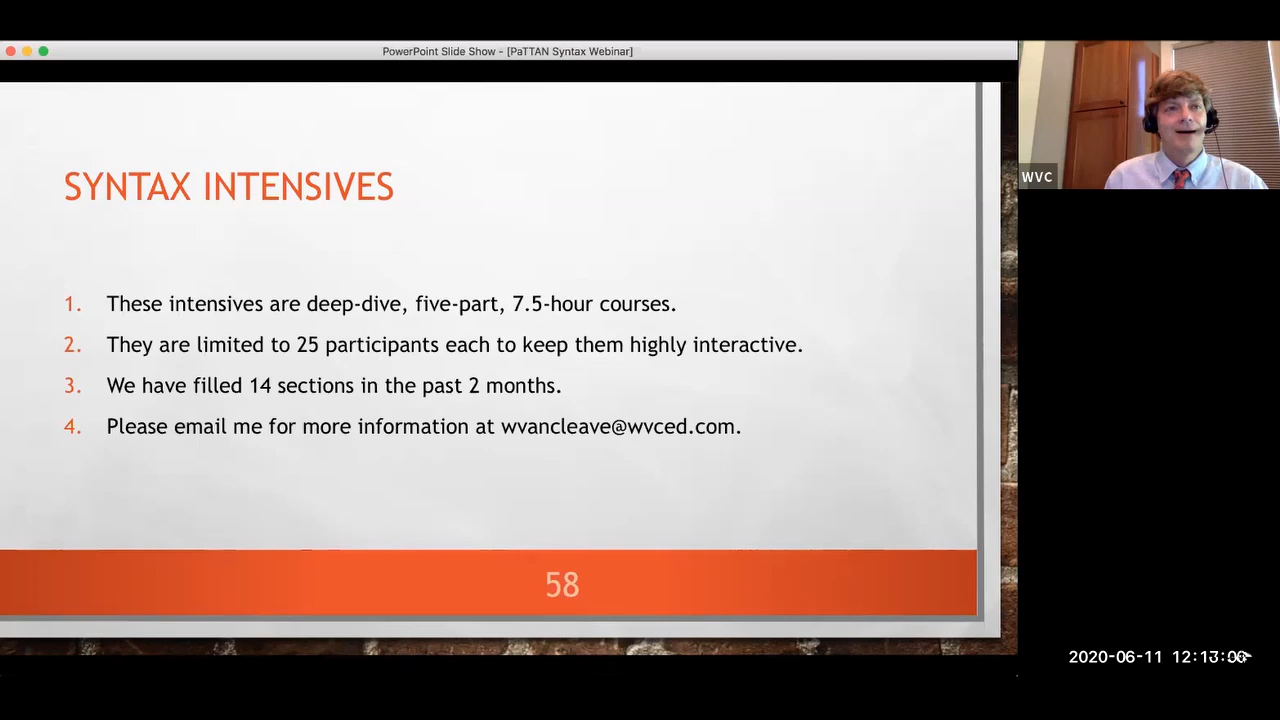 PowerPoint Slide Show - [PaTTAN Syntax Webinar]
SYNTAX INTENSIVES
1. These intensives are deep-dive, five-part, 7.5-hour courses.
2. They are limited to 25 participants each to keep them highly interactive.
3. We have filled 14 sections in the past 2 months.
4. Please email me for more information at wvancleave@wvced.com.
58
WVC
2020-06-11